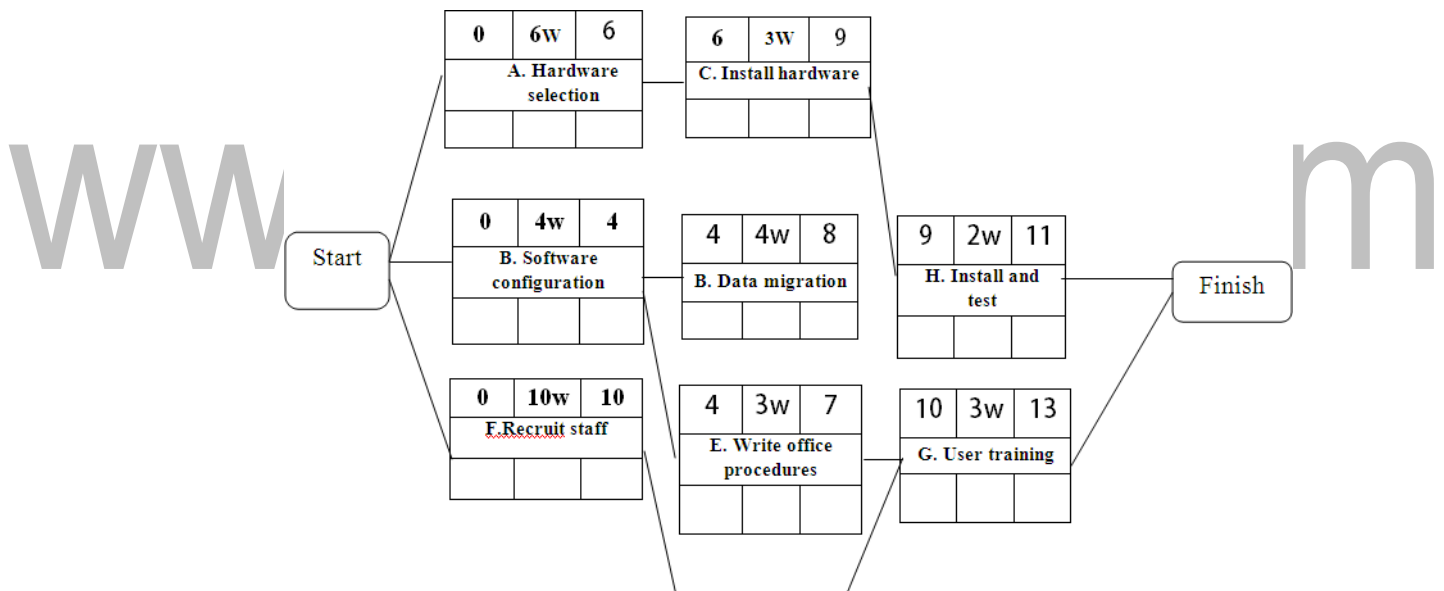 0 6W 6
A. Hardware
selection
6 3W 9
C. Install hardware
ww m
Start
0 4w 4
B. Software
configuration
4 4w 8
B. Data migration
9 2w 11
H. Install and
test
Finish
0 10w 10
F.Recruit staff
4 3w 7
E. Write office
procedures
10 3w 13
G. User training